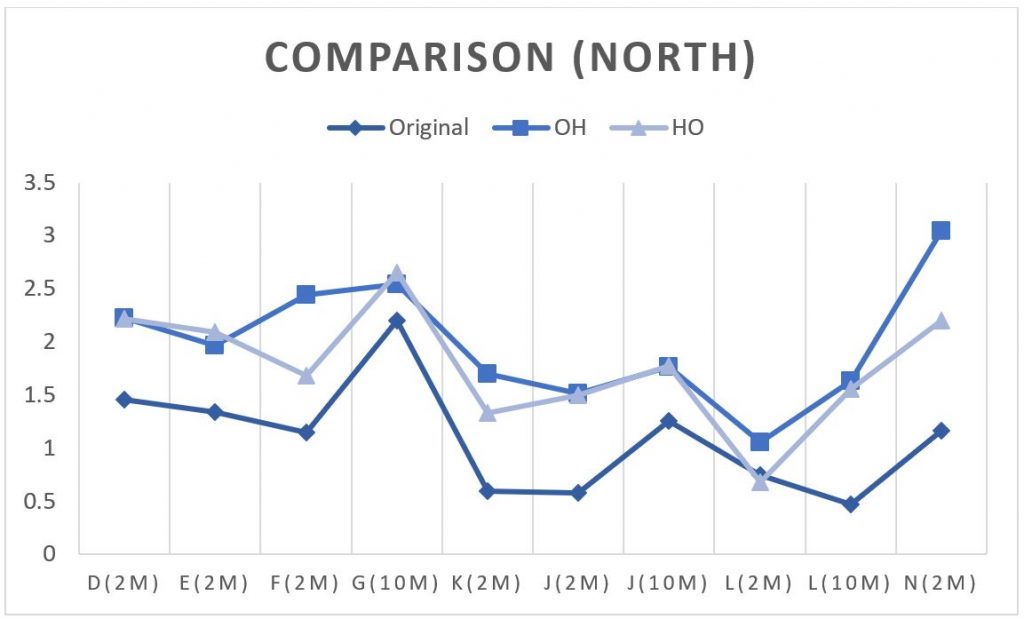 COMPARISON (NORTH)
Original OH HO
3.5
3
2.5
2
1.5
1
0.5
0
D(2M) E(2M) F(2M) G(10M) K(2M) J(2M) J(10M) L(2M) L(10M) N(2M)